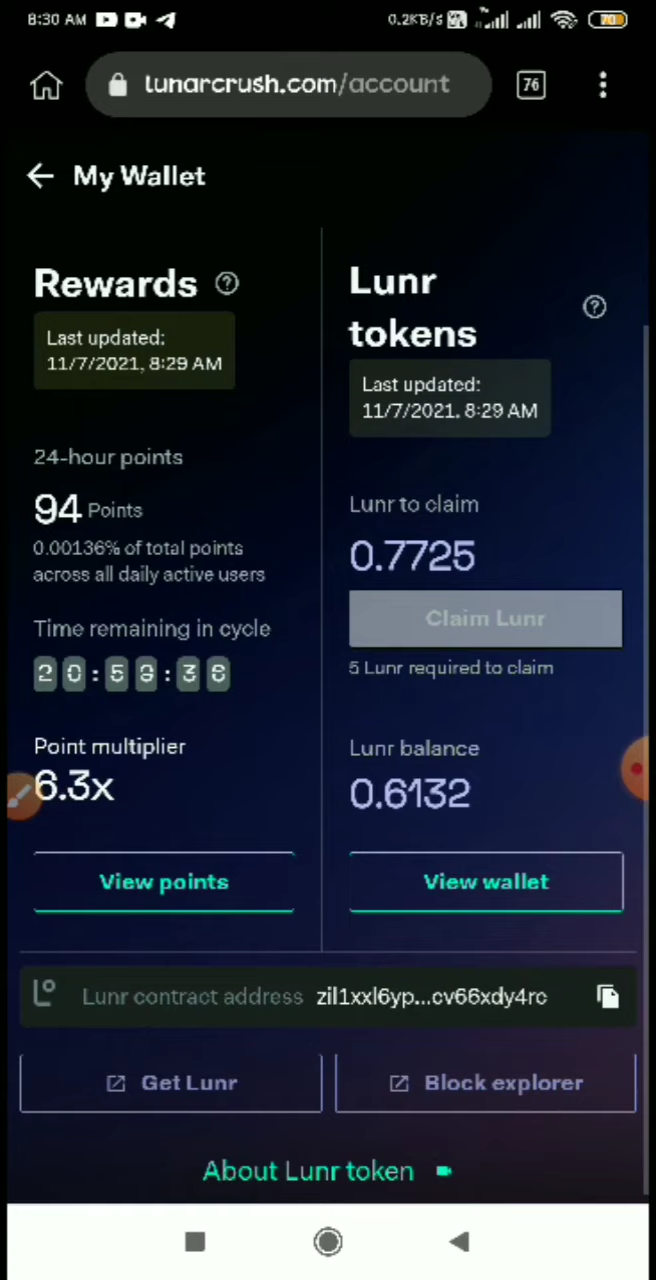 8:30 AM
0.2KB/s
70
lunarcrush.com/account
76
My Wallet
Rewards
Last updated:
11/7/2021, 8:29 AM
24-hour points
94 Points
0.00136% of total points
across all daily active users
Time remaining in cycle
Point multiplier
6.3x
View points
Lunr
tokens
Last updated:
11/7/2021. 8:29 AM
Lunr to claim
0.7725
Claim Lunr
5 Lunr required to claim
Lunr balance
0.6132
View wallet
Lunr contract address zil1xxl6yp...cv66xdy4rc
Get Lunr
Block explorer
About Lunr token